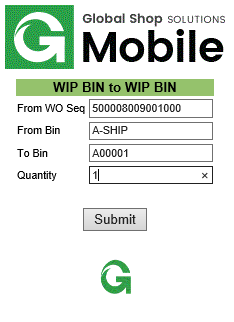 Global Shop SOLUTIONS
Mobile
WIP BIN to WIP BIN
From WO Seq 500008009001000
From Bin A-SHIP
To Bin A00001
Quantity 1 ×
Submit